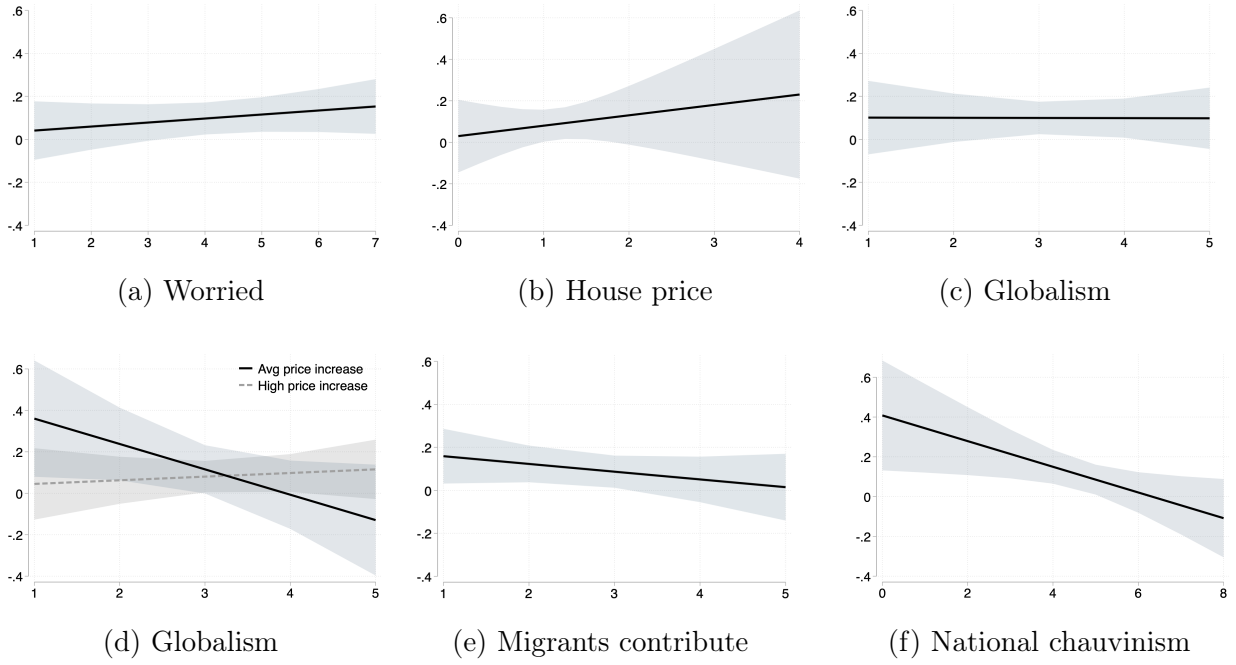 .6 .6 .6
.4 .4 .4
.2 .2 .2
0 0 0
-.2 -.2 -.2
-.4 -.4 -.4
1 2 3 4 5 6 7 0 1 2 3 4 1 2 3 4 5
(a) Worried (b) House price (c) Globalism
Avg price increase
High price increase
.6 .6 .6
.4 .4 .4
.2 .2 .2
0 0 0
-.2 -.2 -.2
-.4 -.4 -.4
1 2 3 4 5 1 2 3 4 5 0 2 4 6 8
(d) Globalism (e) Migrants contribute (f) National chauvinism